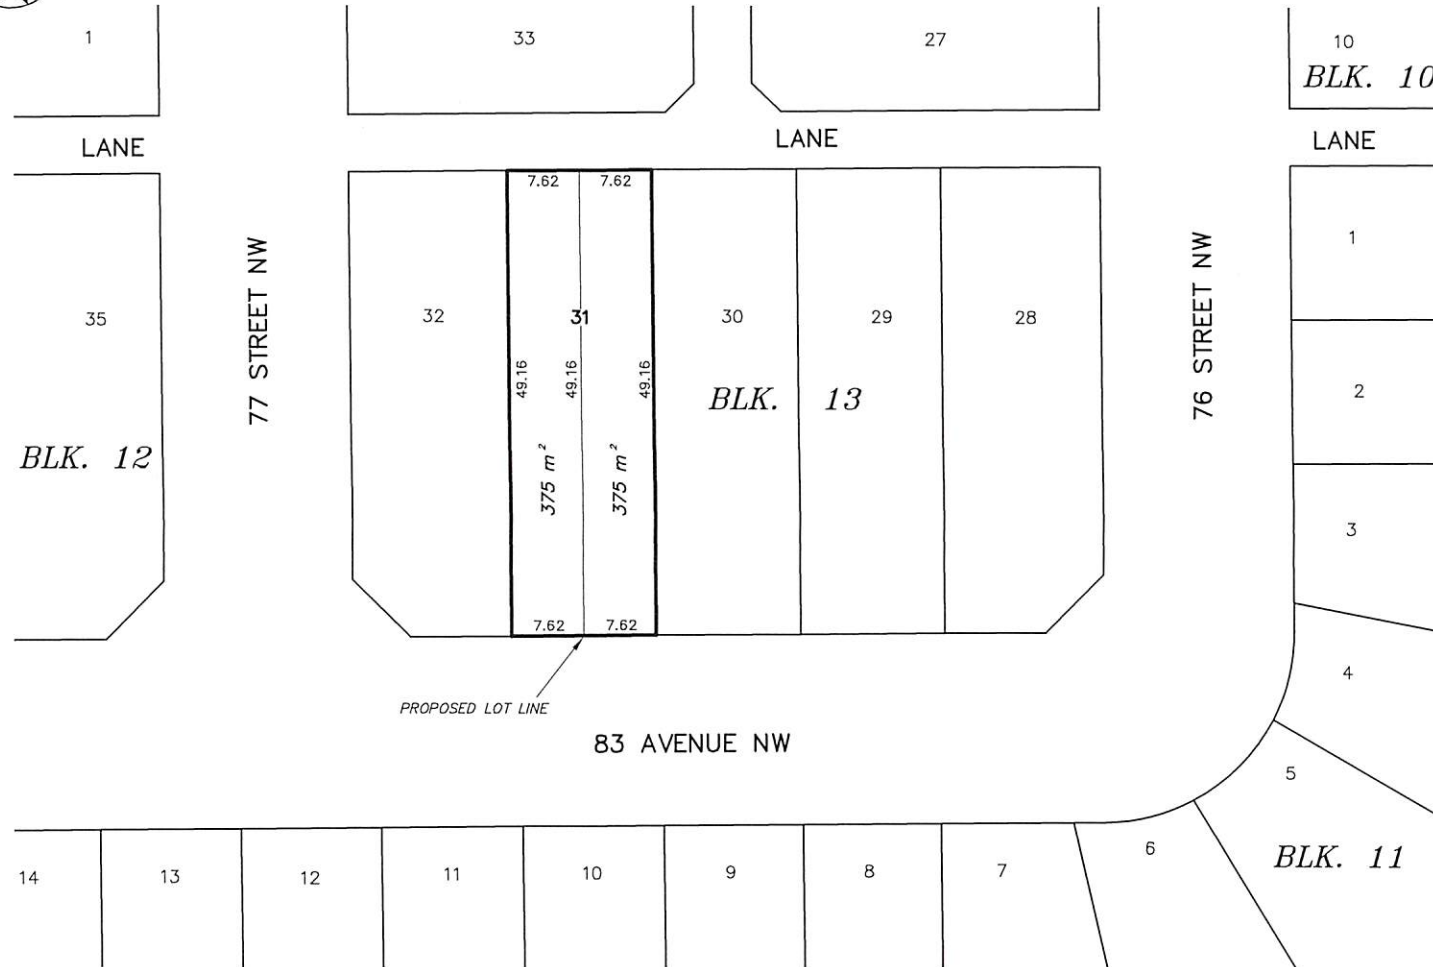 1
33
27
10
BLK. 10
LANE
LANE
LANE
7.62 7.62
77 STREET NW
76 STREET NW
35
32
31
30
29
28
1
2
3
4
5
6
49.16
49.16
49.16
BLK. 13
BLK. 12
375 m²
375 m²
7.62 7.62
PROPOSED LOT LINE
83 AVENUE NW
BLK. 11
14
13
12
11
10
9
8
7